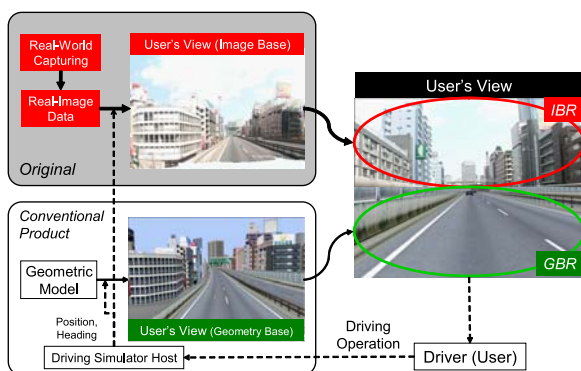 Real-World
Capturing
Real-Image
Data
Original
User's View (Image Base)
User's View
IBR
GBR
Conventional
Product
Geometric
Model
Position,
Heading
User's View (Geometry Base)
Driving Simulator Host
Driving
Operation
Driver (User)